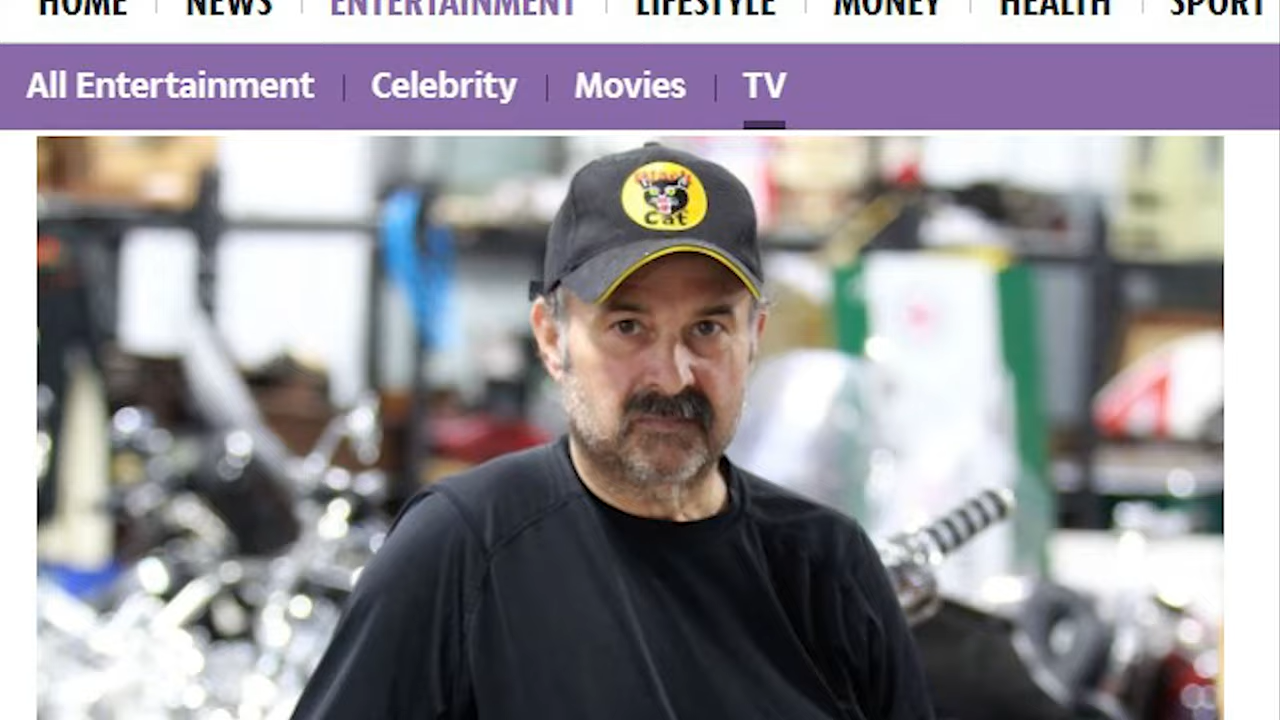 HOME NEWS ENTERTAINMENT LIFESTYLE MONEY HEALTH SPORT
All Entertainment Celebrity Movies TV
Black
Cat